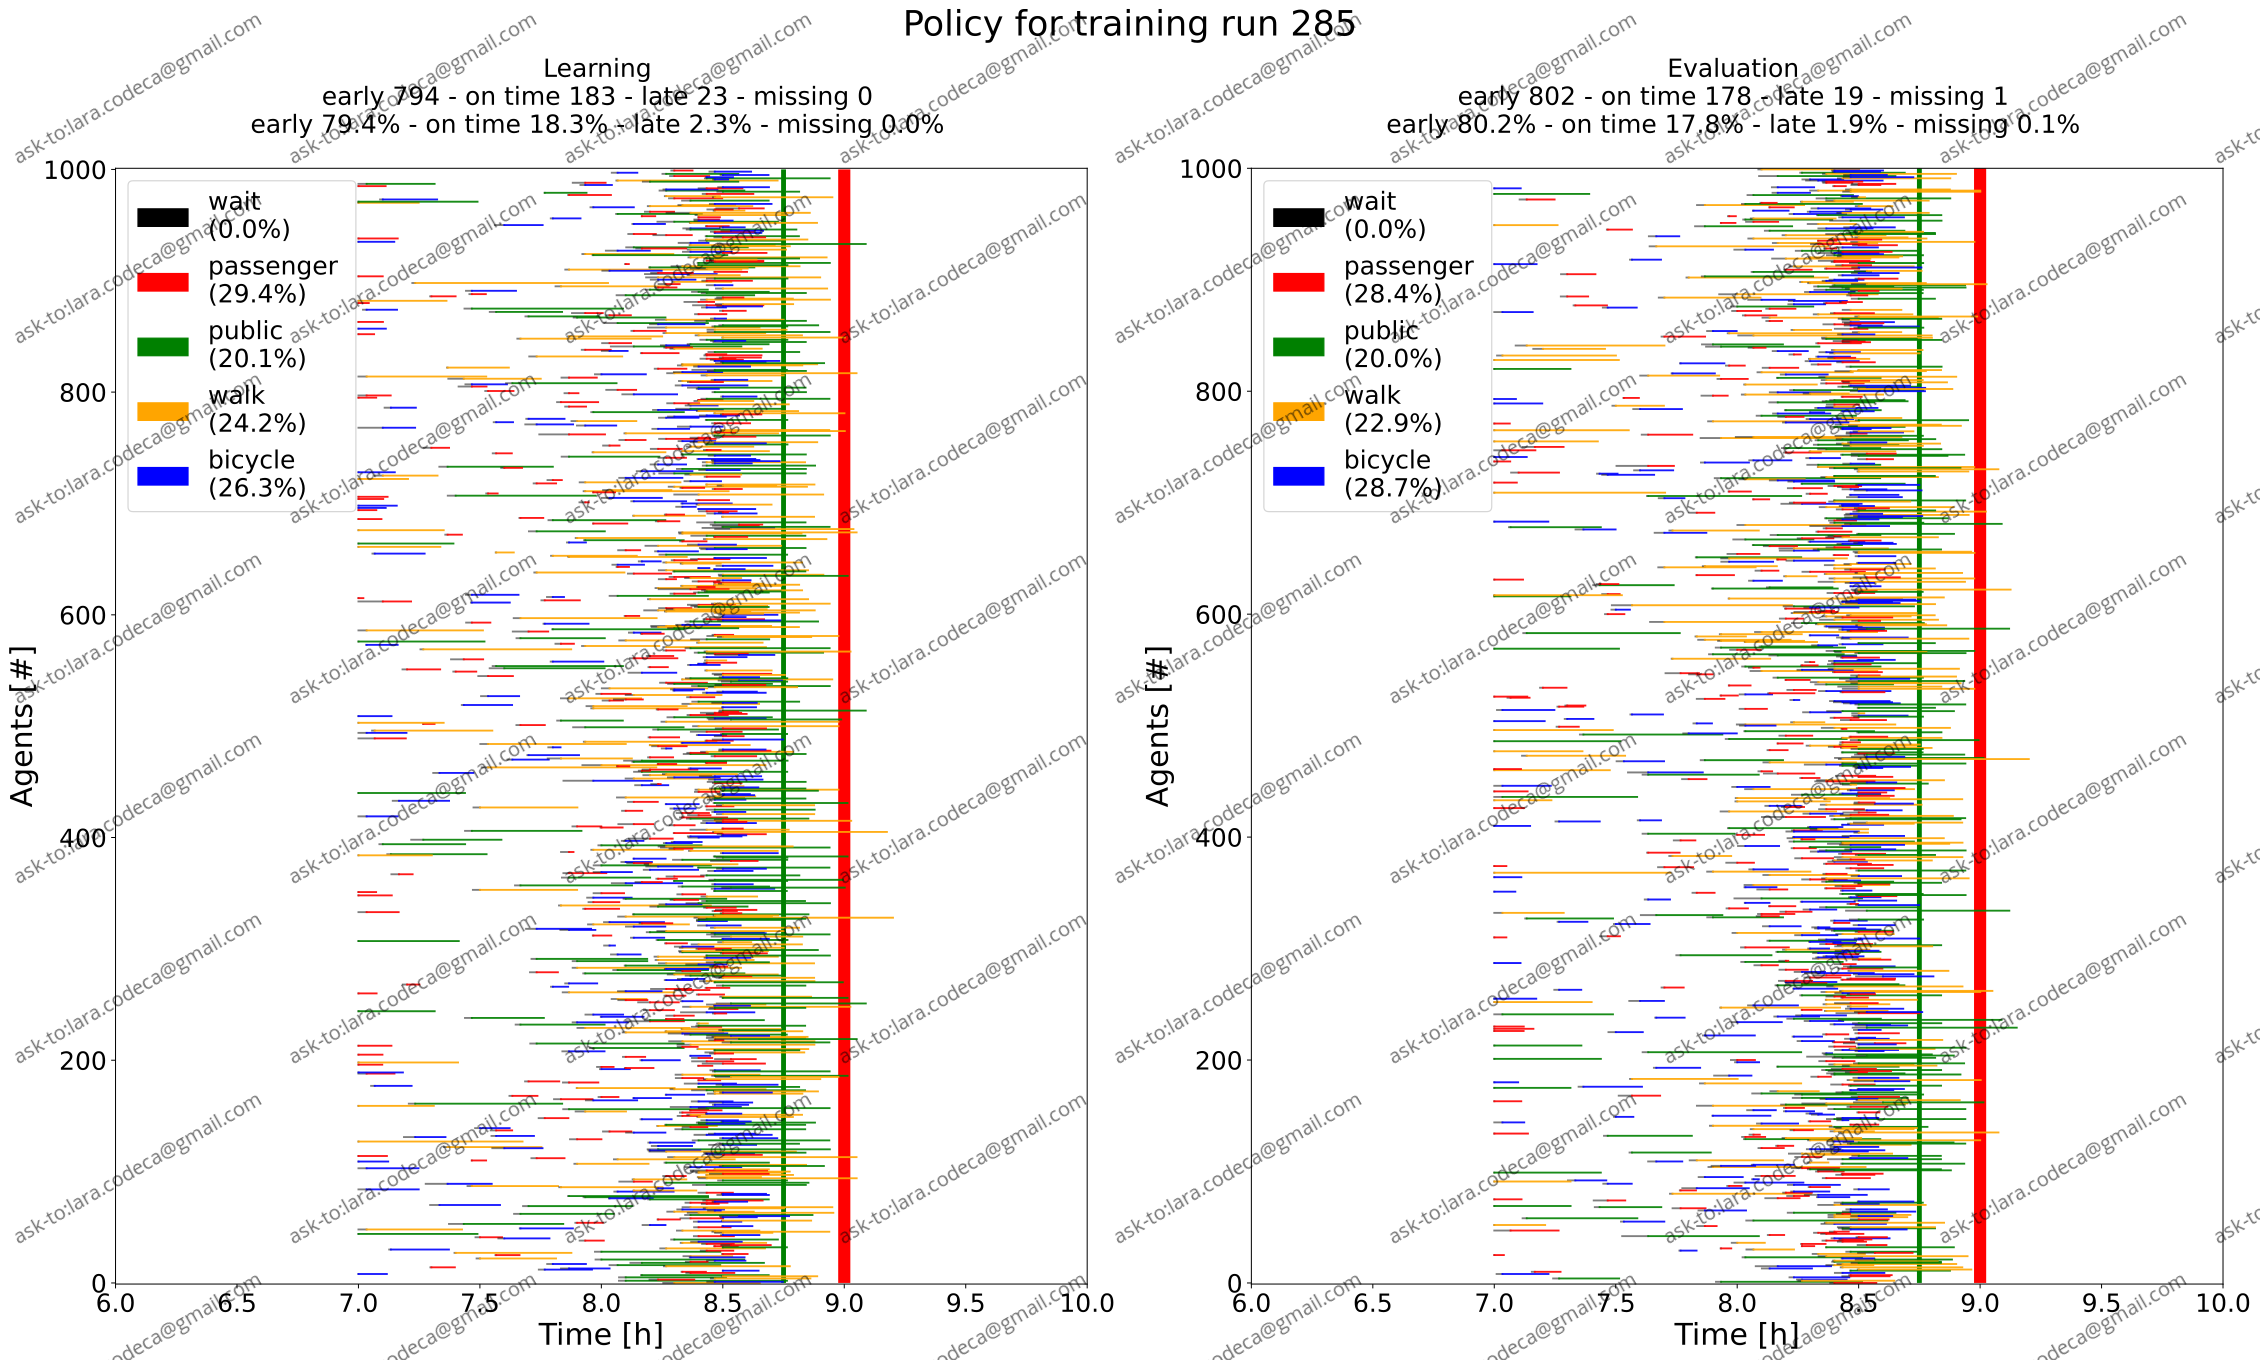 Policy for training run 285
Learning
early 794 - on time 183 - late 23 - missing 0
early 79.4% - on time 18.3% - late 2.3% - missing 0.0%
1000
800
600
400
200
0
Agents [#]
wait
(0.0%)
passenger
(29.4%)
public
(20.1%)
walk
(24.2%)
bicycle
(26.3%)
6.0 6.5 7.0 7.5 8.0 8.5 9.0 9.5 10.0
Time [h]
Evaluation
early 802 - on time 178 - late 19 - missing 1
early 80.2% - on time 17.8% - late 1.9% - missing 0.1%
1000
800
600
400
200
0
Agents [#]
wait
(0.0%)
passenger
(28.4%)
public
(20.0%)
walk
(22.9%)
bicycle
(28.7%)
6.0 6.5 7.0 7.5 8.0 8.5 9.0 9.5 10.0
Time [h]
ask-to:lara.codeca@gmail.com